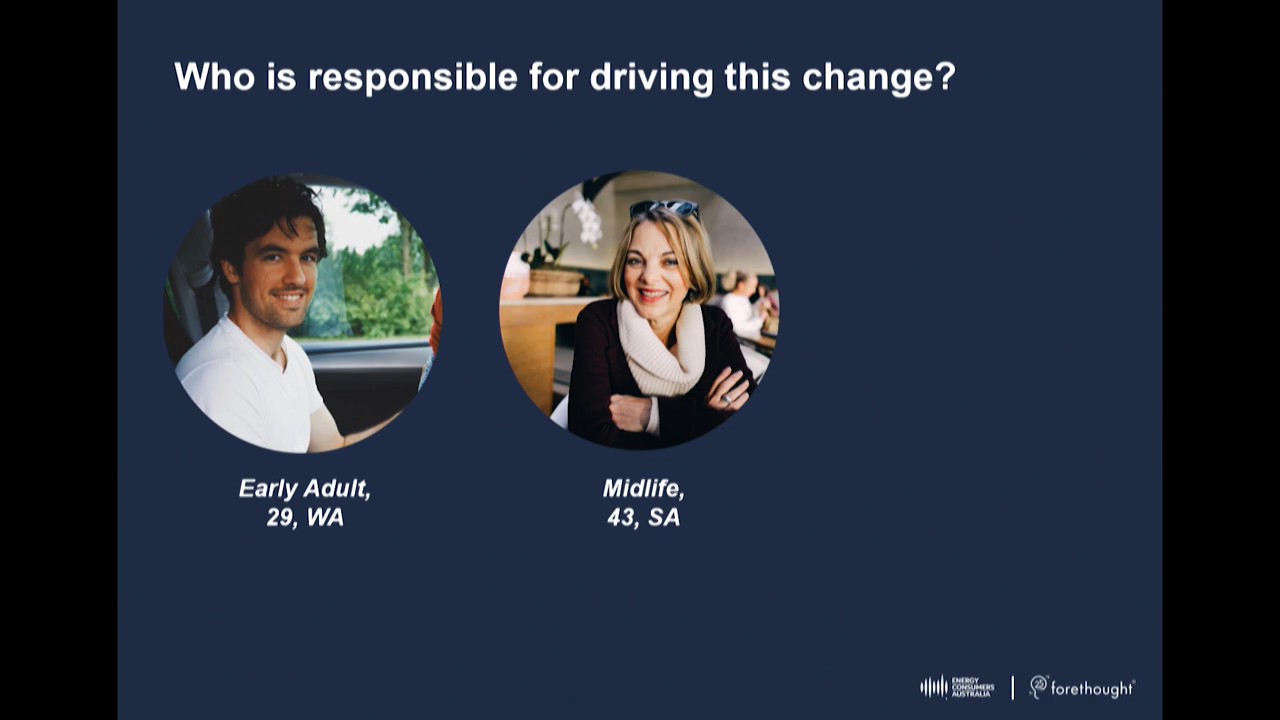 Who is responsible for driving this change?
Early Adult,
29, WA
Midlife,
43, SA
ENERGY
CONSUMERS
AUSTRALIA
forethought®